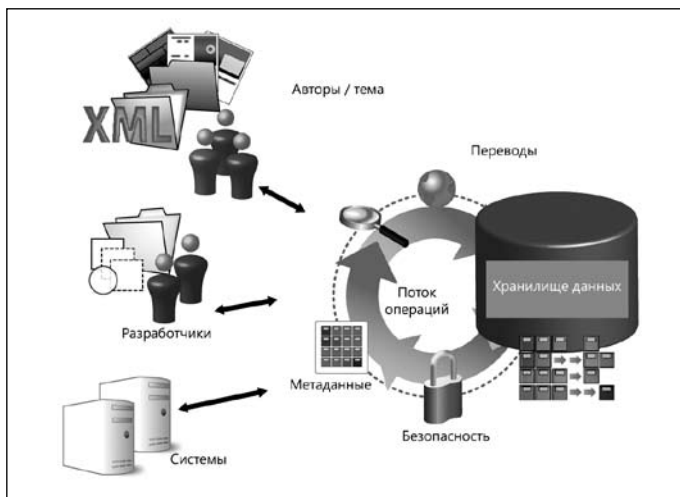 Авторы / тема
XML
Переводы
Хранилище данных
Поток
операций
Разработчики
Метаданные
Безопасность
Системы